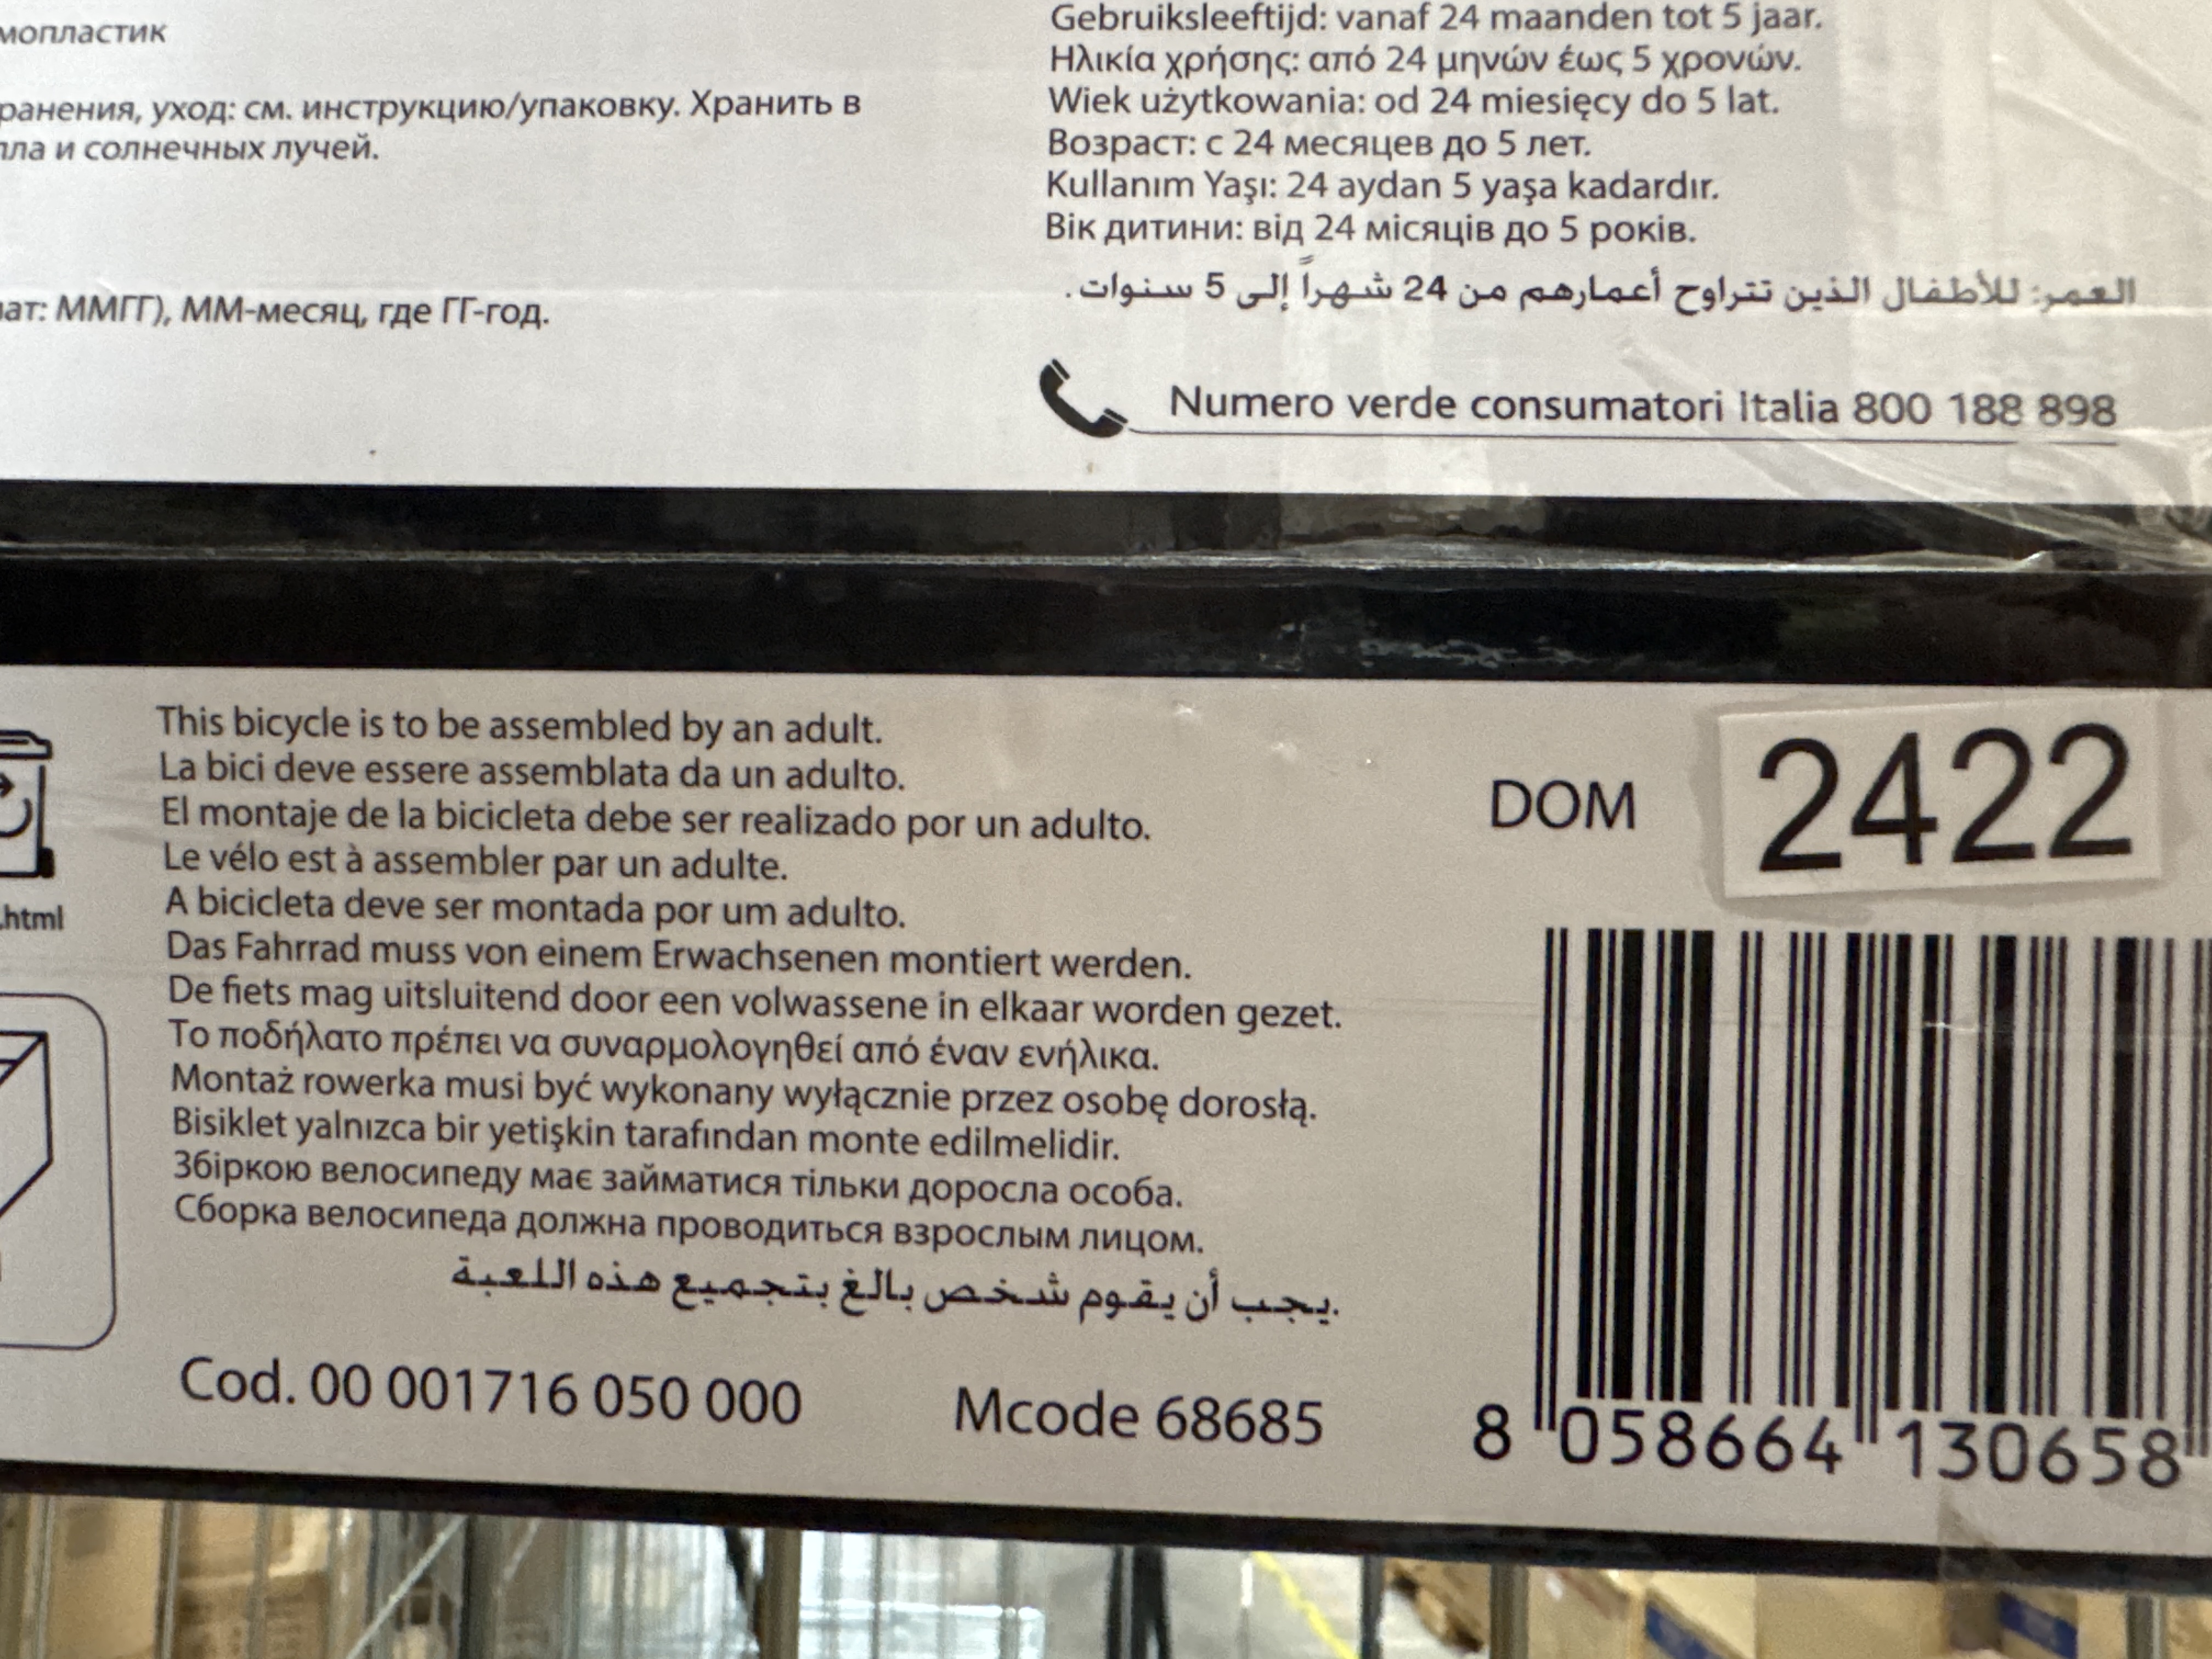 мопластик
ранения, уход: см. инструкцию/упаковку. Хранить в
пла и солнечных лучей.
ат: ММГГ), ММ-месяц, где ГГ-год.
Gebruiksleeftijd: vanaf 24 maanden tot 5 jaar.
Ηλικία χρήσης: από 24 μηνών έως 5 χρονών.
Wiek użytkowania: od 24 miesięcy do 5 lat.
Возраст: с 24 месяцев до 5 лет.
Kullanım Yaşı: 24 aydan 5 yaşa kadardır.
Вік дитини: від 24 місяців до 5 років.
العمر: للأطفال الذين تتراوح أعمارهم من 24 شهراً إلى 5 سنوات.
Numero verde consumatori Italia 800 188 898
.html
This bicycle is to be assembled by an adult.
La bici deve essere assemblata da un adulto.
El montaje de la bicicleta debe ser realizado por un adulto.
Le vélo est à assembler par un adulte.
A bicicleta deve ser montada por um adulto.
Das Fahrrad muss von einem Erwachsenen montiert werden.
De fiets mag uitsluitend door een volwassene in elkaar worden gezet.
Το ποδήλατο πρέπει να συναρμολογηθεί από έναν ενήλικα.
Montaż rowerka musi być wykonany wyłącznie przez osobę dorosłą.
Bisiklet yalnızca bir yetişkin tarafından monte edilmelidir.
Збіркою велосипеду має займатися тільки доросла особа.
Сборка велосипеда должна проводиться взрослым лицом.
.يجب أن يقوم شخص بالغ بتجميع هذه اللعبة
Cod. 00 001716 050 000
Mcode 68685
DOM 2422
8 058664 130658